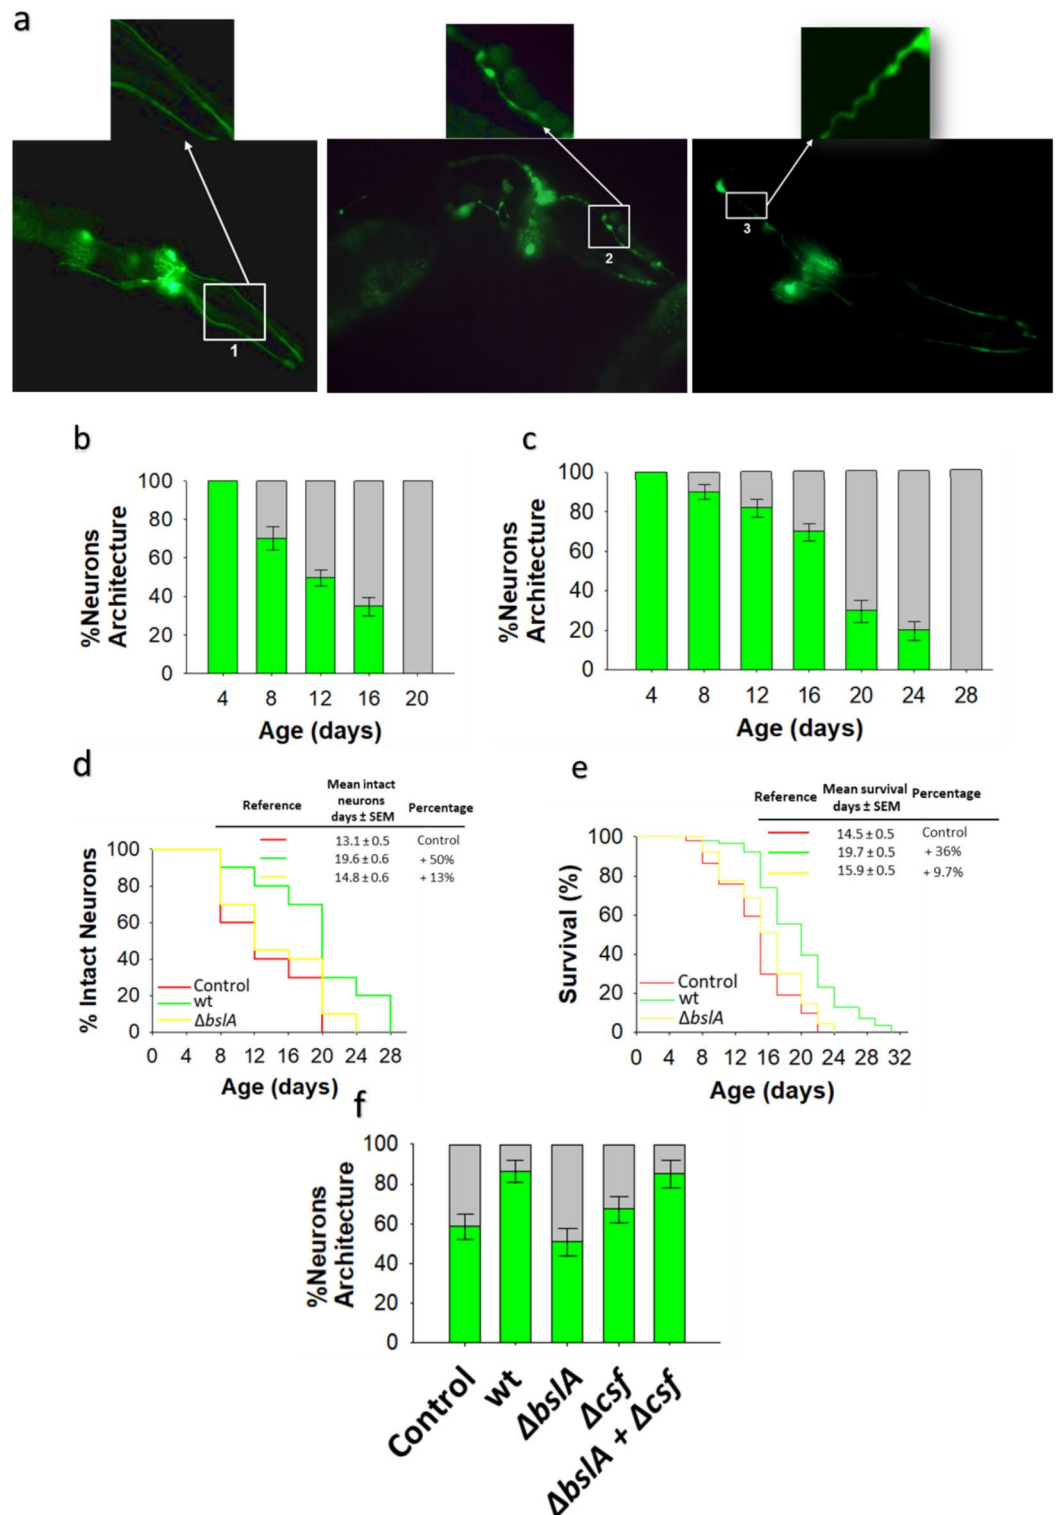 a
1
2
3
b
100
80
60
40
20
0
%Neurons
Architecture
4 8 12 16 20
Age (days)
c
100
80
60
40
20
0
%Neurons
Architecture
4 8 12 16 20 24 28
Age (days)
d
Reference Mean intact neurons days ± SEM Percentage
13.1 ± 0.5 Control
19.6 ± 0.6 + 50%
14.8 ± 0.6 + 13%
100
80
60
40
20
0
% Intact Neurons
Control
wt
ΔbslA
0 4 8 12 16 20 24 28
Age (days)
e
Reference Mean survival days ± SEM Percentage
14.5 ± 0.5 Control
19.7 ± 0.5 + 36%
15.9 ± 0.5 + 9.7%
100
80
60
40
20
0
Survival (%)
Control
wt
ΔbslA
0 4 8 12 16 20 24 28 32
Age (days)
f
100
80
60
40
20
0
%Neurons
Architecture
Control
wt
ΔbslA
Δcsf
ΔbslA + Δcsf